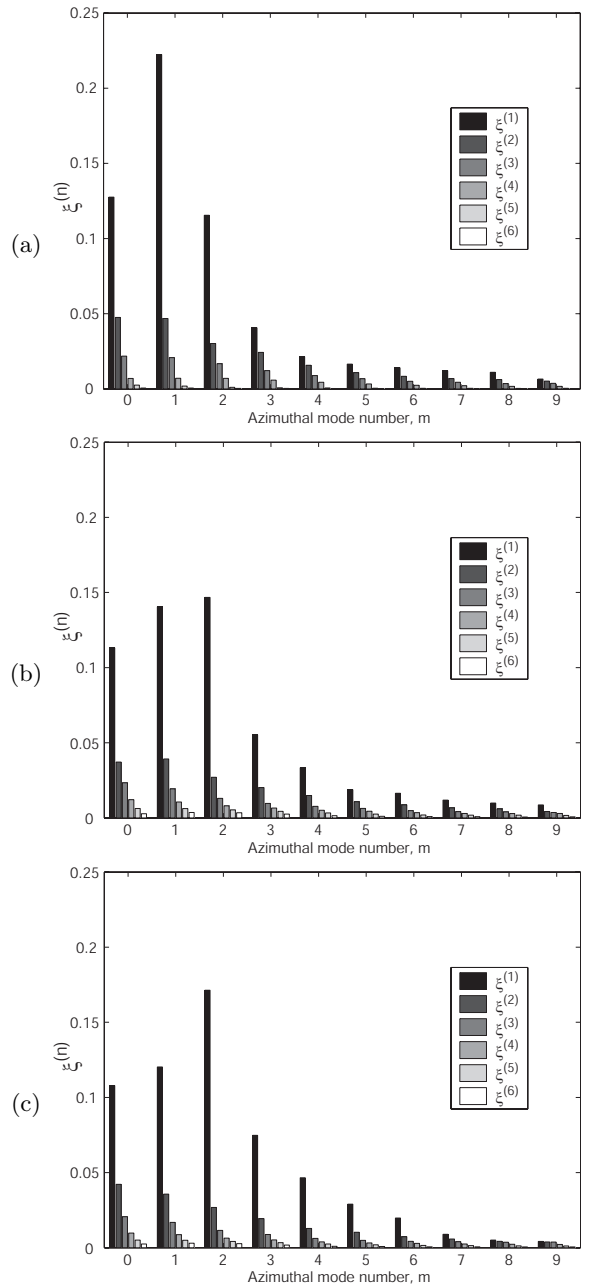 (a)
0.25
0.2
0.15
0.1
0.05
0
ξ(n)
ξ(1)
ξ(2)
ξ(3)
ξ(4)
ξ(5)
ξ(6)
0 1 2 3 4 5 6 7 8 9
Azimuthal mode number, m
(b)
0.25
0.2
0.15
0.1
0.05
0
ξ(n)
ξ(1)
ξ(2)
ξ(3)
ξ(4)
ξ(5)
ξ(6)
0 1 2 3 4 5 6 7 8 9
Azimuthal mode number, m
(c)
0.25
0.2
0.15
0.1
0.05
0
ξ(n)
ξ(1)
ξ(2)
ξ(3)
ξ(4)
ξ(5)
ξ(6)
0 1 2 3 4 5 6 7 8 9
Azimuthal mode number, m